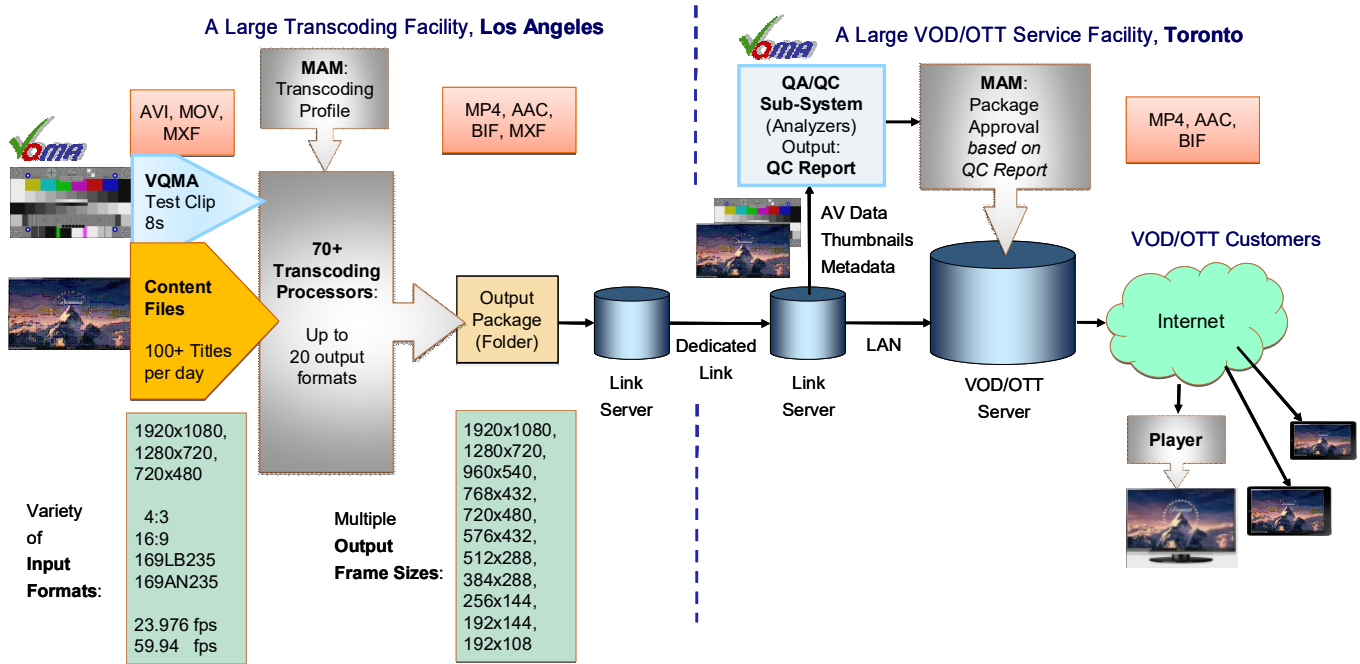 A Large Transcoding Facility, Los Angeles
A Large VOD/OTT Service Facility, Toronto
VQMA
AVI, MOV,
MXF
MAM:
Transcoding
Profile
MP4, AAC,
BIF, MXF
VQMA
Test Clip
8s
Content
Files
100+ Titles
per day
70+
Transcoding
Processors:
Up to
20 output
formats
Output
Package
(Folder)
Link
Server
Dedicated
Link
Link
Server
LAN
VOD/OTT
Server
VQMA
QA/QC
Sub-System
(Analyzers)
Output:
QC Report
MAM:
Package
Approval
based on
QC Report
MP4, AAC,
BIF
AV Data
Thumbnails
Metadata
VOD/OTT Customers
Internet
Player
Variety
of
Input
Formats:
1920x1080,
1280x720,
720x480
4:3
16:9
169LB235
169AN235
23.976 fps
59.94 fps
Multiple
Output
Frame Sizes:
1920x1080,
1280x720,
960x540,
768x432,
720x480,
576x432,
512x288,
384x288,
256x144,
192x144,
192x108